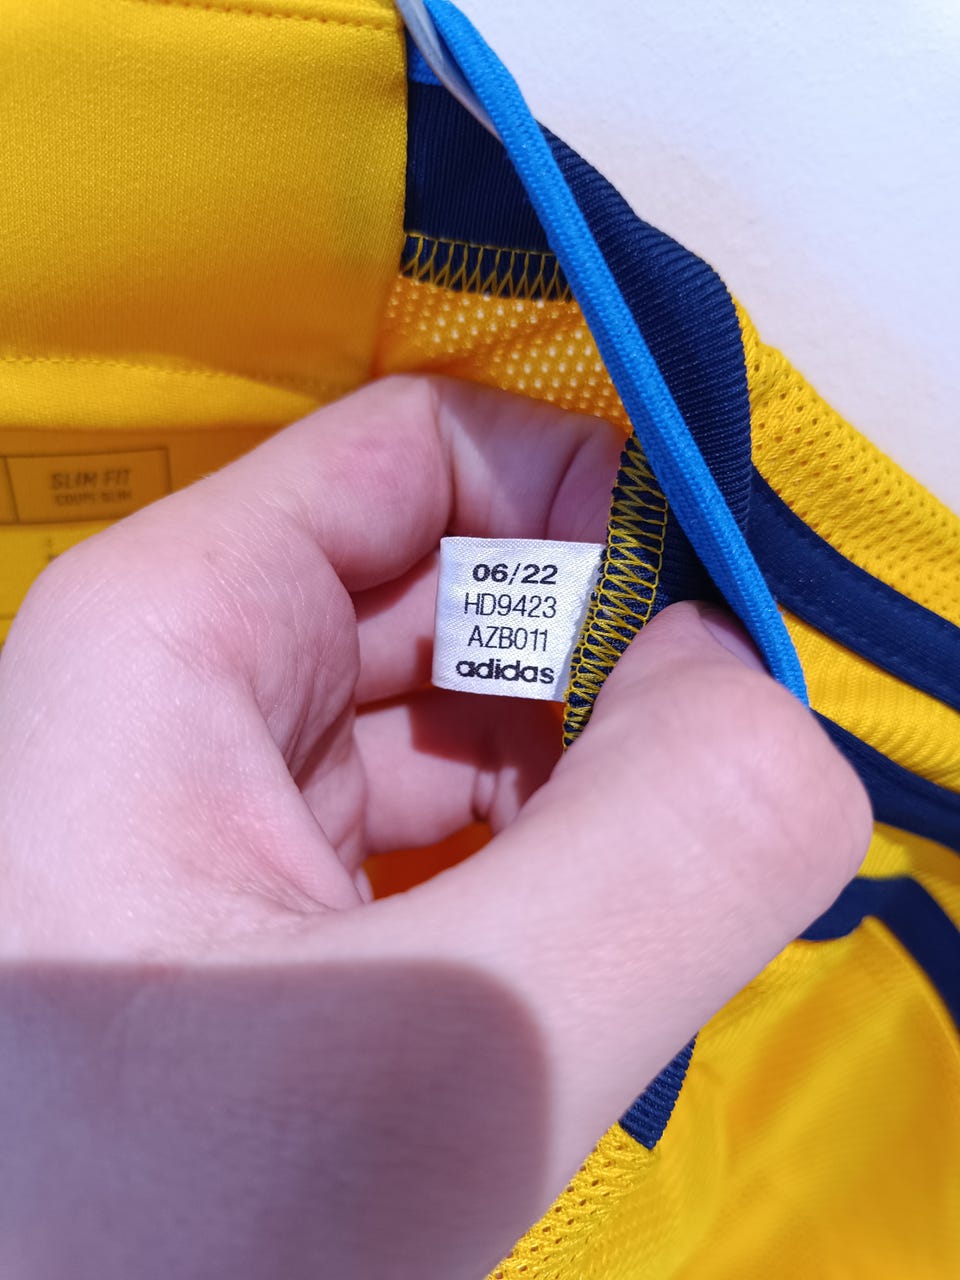 SLIM FIT
COUPE SLIM
06/22
HD9423
AZB011
adidas